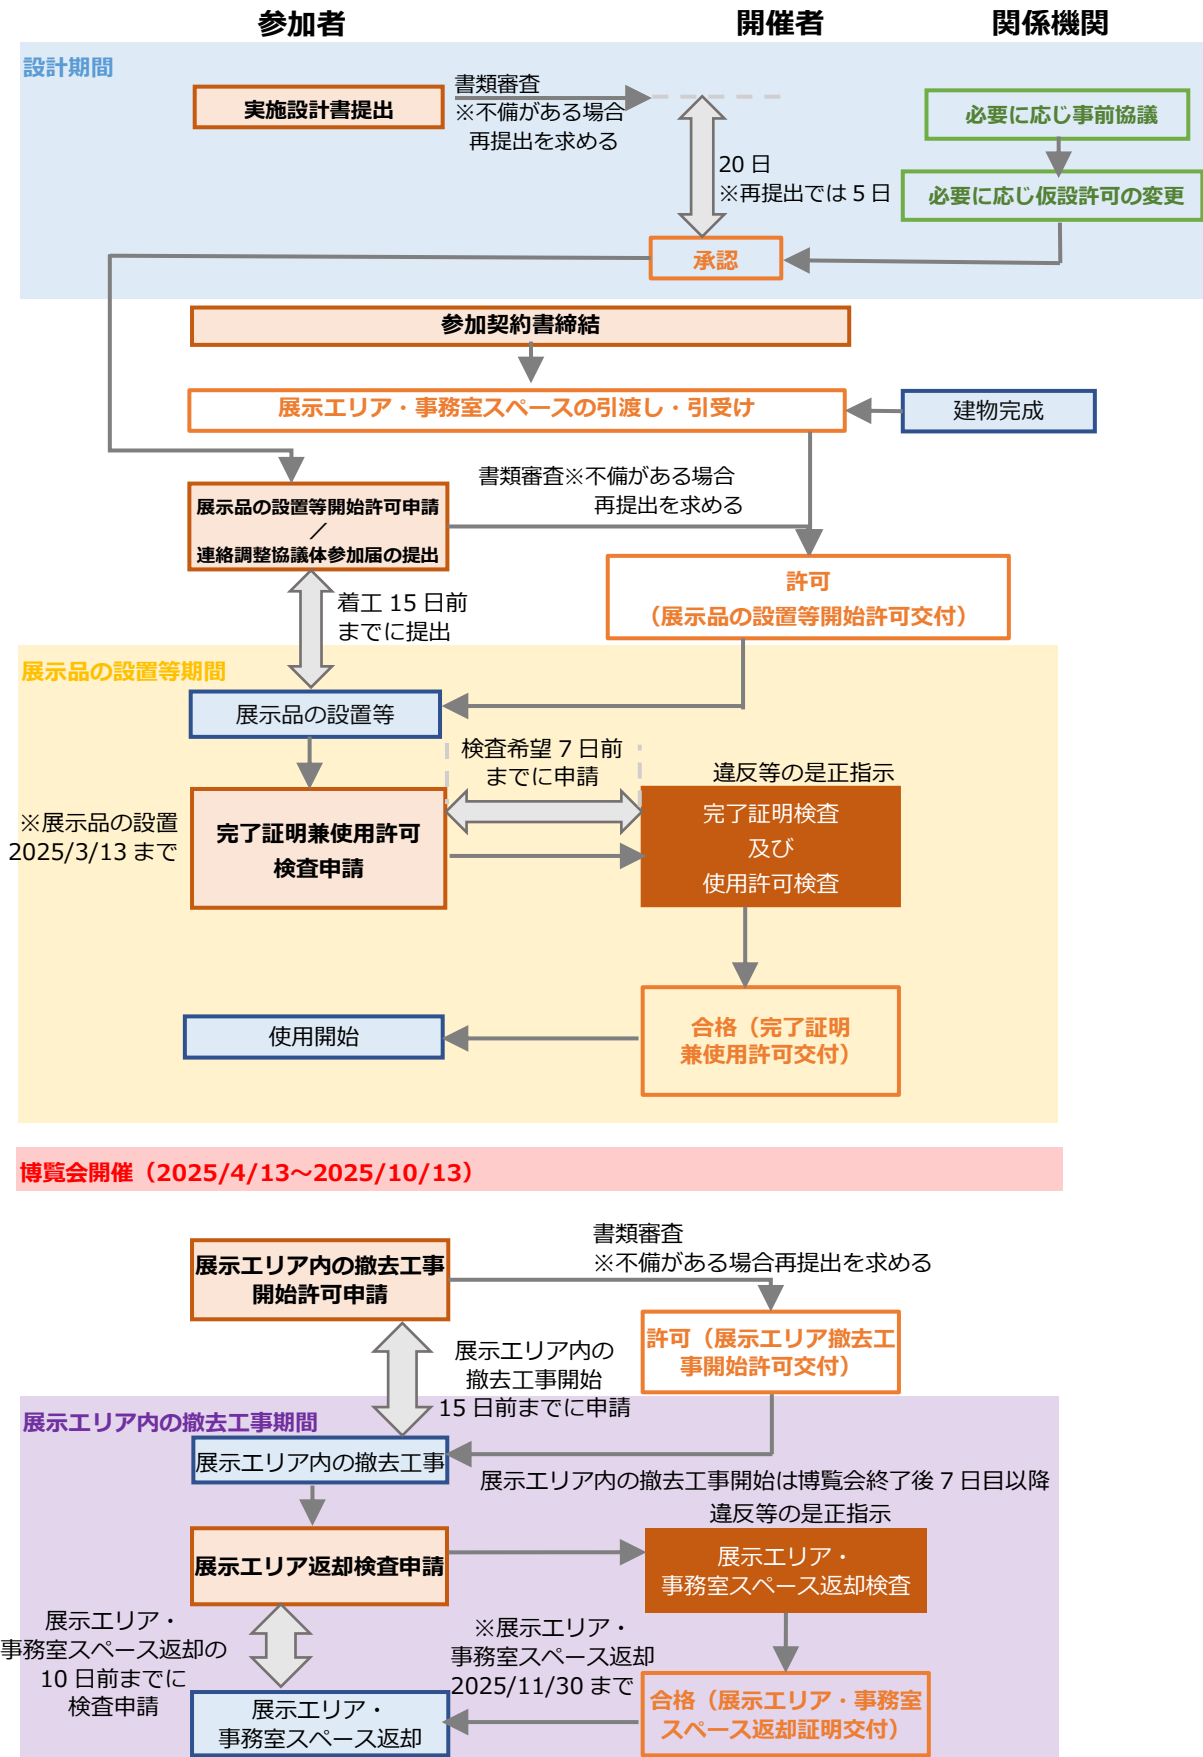 参加者
開催者
関係機関
設計期間
実施設計書提出
書類審査
※不備がある場合
再提出を求める
必要に応じ事前協議
20 日
※再提出では 5 日
必要に応じ仮設許可の変更
承認
参加契約書締結
展示エリア・事務室スペースの引渡し・引受け
建物完成
展示品の設置等開始許可申請
／
連絡調整協議体参加届の提出
書類審査※不備がある場合
再提出を求める
着工 15 日前
までに提出
許可
（展示品の設置等開始許可交付）
展示品の設置等期間
展示品の設置等
検査希望 7 日前
までに申請
違反等の是正指示
※展示品の設置
2025/3/13 まで
完了証明兼使用許可
検査申請
完了証明検査
及び
使用許可検査
使用開始
合格（完了証明
兼使用許可交付）
博覧会開催（2025/4/13～2025/10/13）
展示エリア内の撤去工事
開始許可申請
書類審査
※不備がある場合再提出を求める
許可（展示エリア撤去工
事開始許可交付）
展示エリア内の
撤去工事開始
15 日前までに申請
展示エリア内の撤去工事期間
展示エリア内の撤去工事
展示エリア内の撤去工事開始は博覧会終了後 7 日目以降
違反等の是正指示
展示エリア返却検査申請
展示エリア・
事務室スペース返却検査
展示エリア・
事務室スペース返却の
10 日前までに
検査申請
※展示エリア・
事務室スペース返却
2025/11/30 まで
展示エリア・
事務室スペース返却
合格（展示エリア・事務室
スペース返却証明交付）